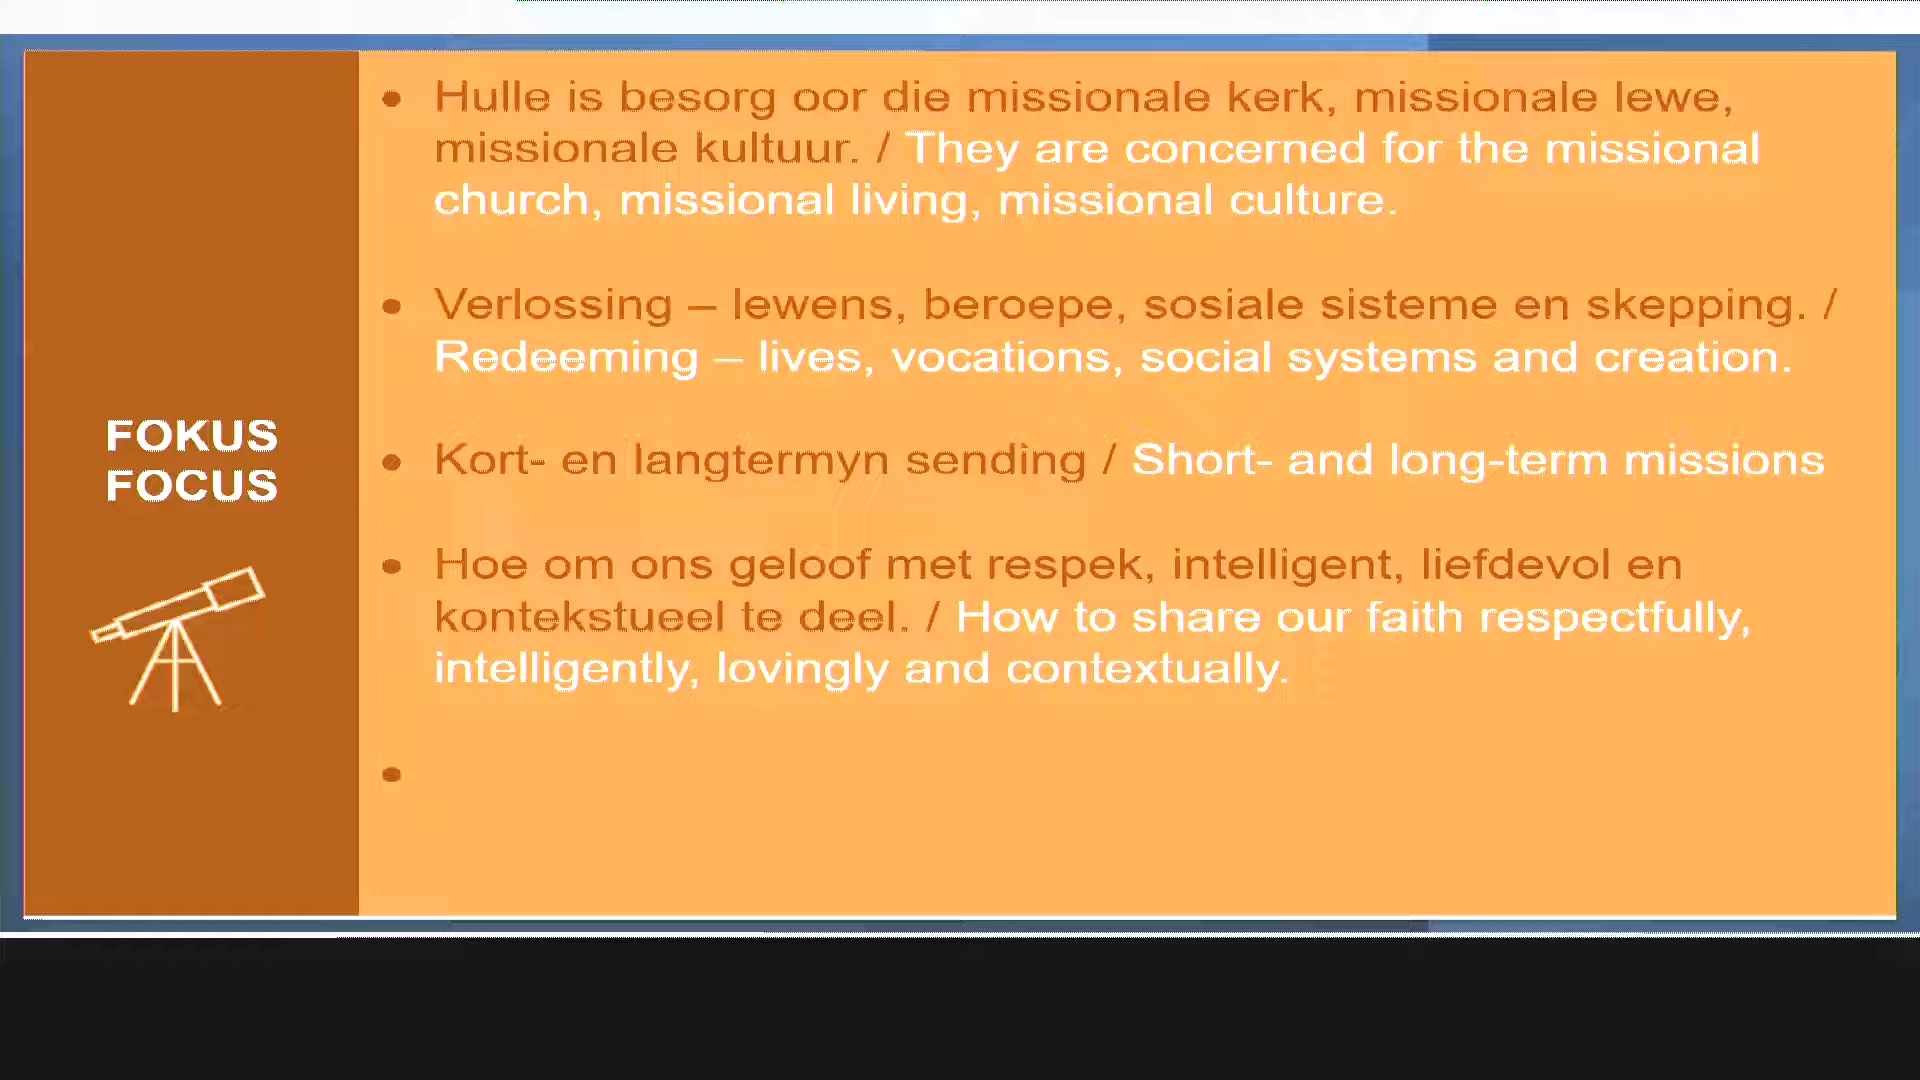 FOKUS
FOCUS
• Hulle is besorg oor die missionale kerk, missionale lewe,
missionale kultuur. / They are concerned for the missional
church, missional living, missional culture.
• Verlossing – lewens, beroepe, sosiale sisteme en skepping. /
Redeeming – lives, vocations, social systems and creation.
• Kort- en langtermyn sending / Short- and long-term missions
• Hoe om ons geloof met respek, intelligent, liefdevol en
kontekstueel te deel. / How to share our faith respectfully,
intelligently, lovingly and contextually.
•